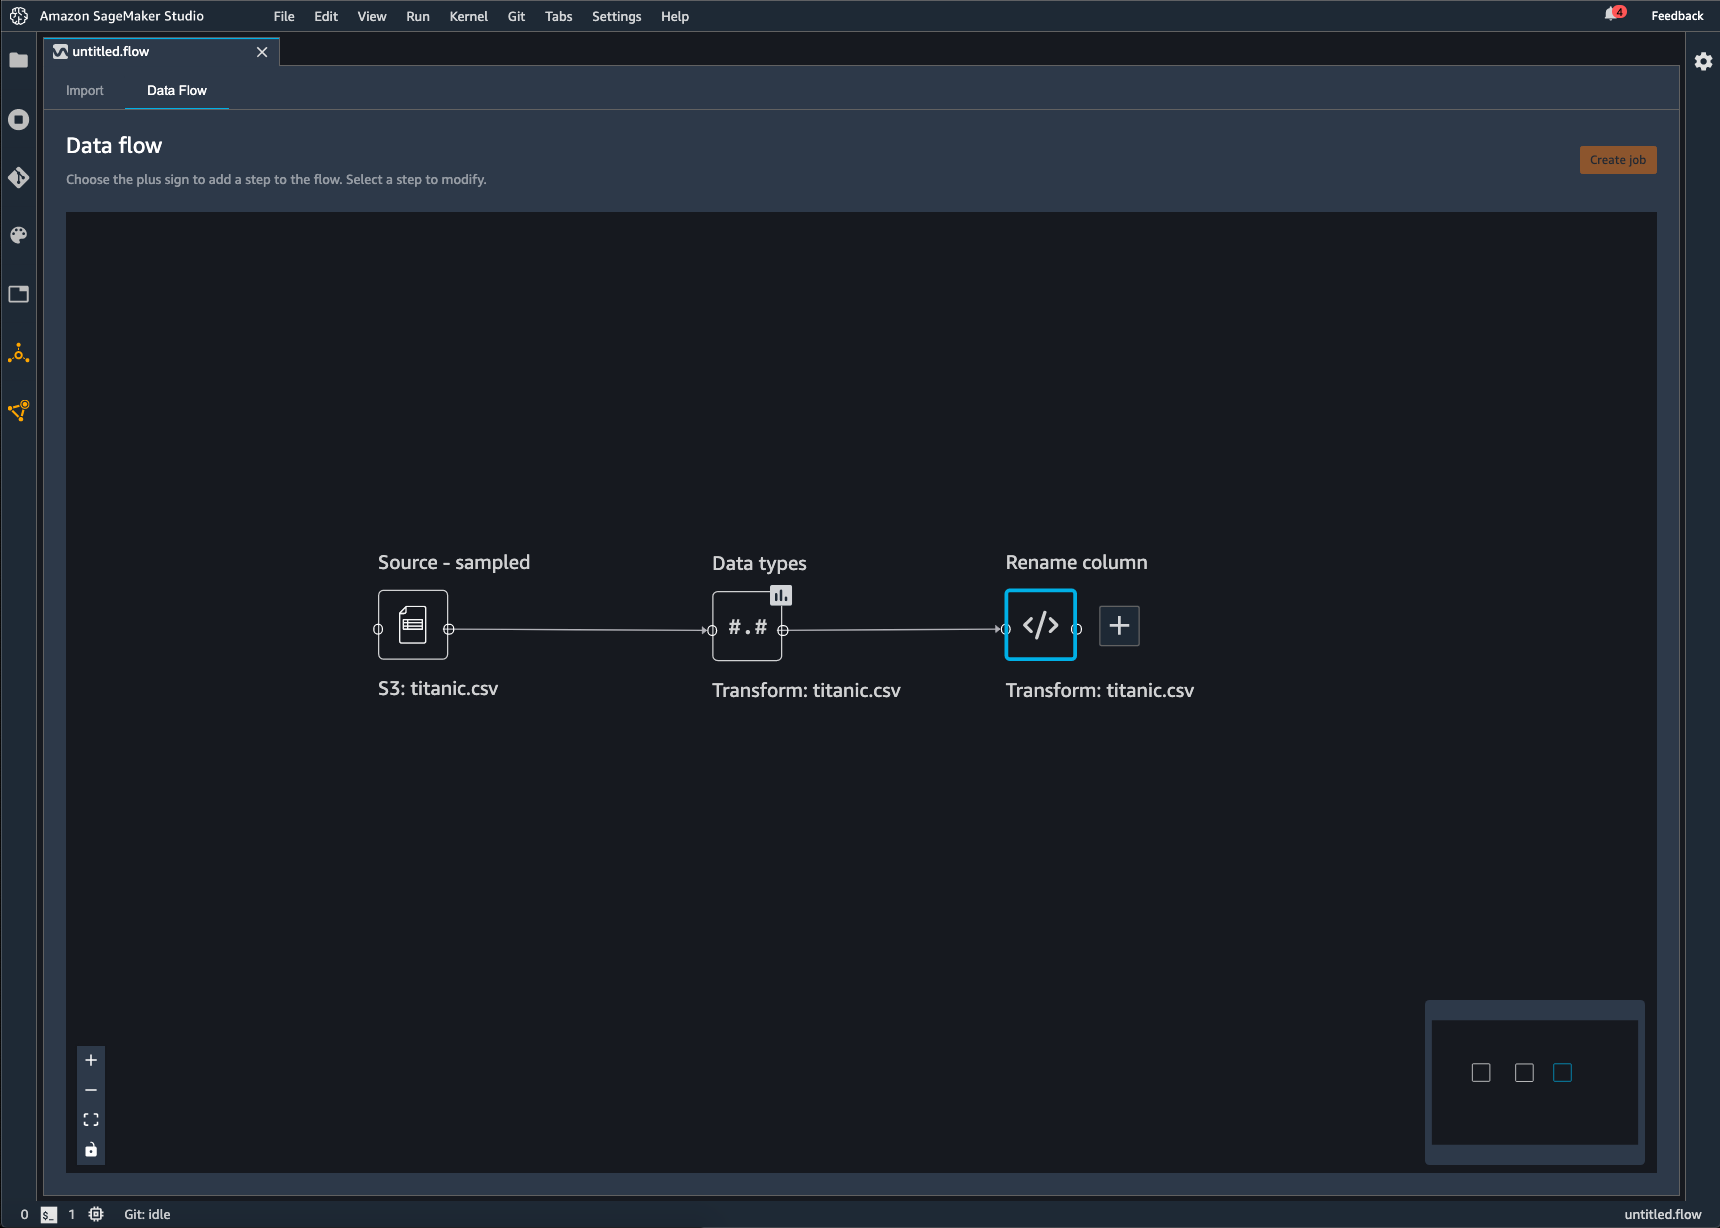 Amazon SageMaker Studio File Edit View Run Kernel Git Tabs Settings Help 4 Feedback
untitled.flow
Import Data Flow
Data flow
Create job
Choose the plus sign to add a step to the flow. Select a step to modify.
Source - sampled Data types Rename column
#.# </>
S3: titanic.csv Transform: titanic.csv Transform: titanic.csv
0 $_ 1 Git: idle untitled.flow